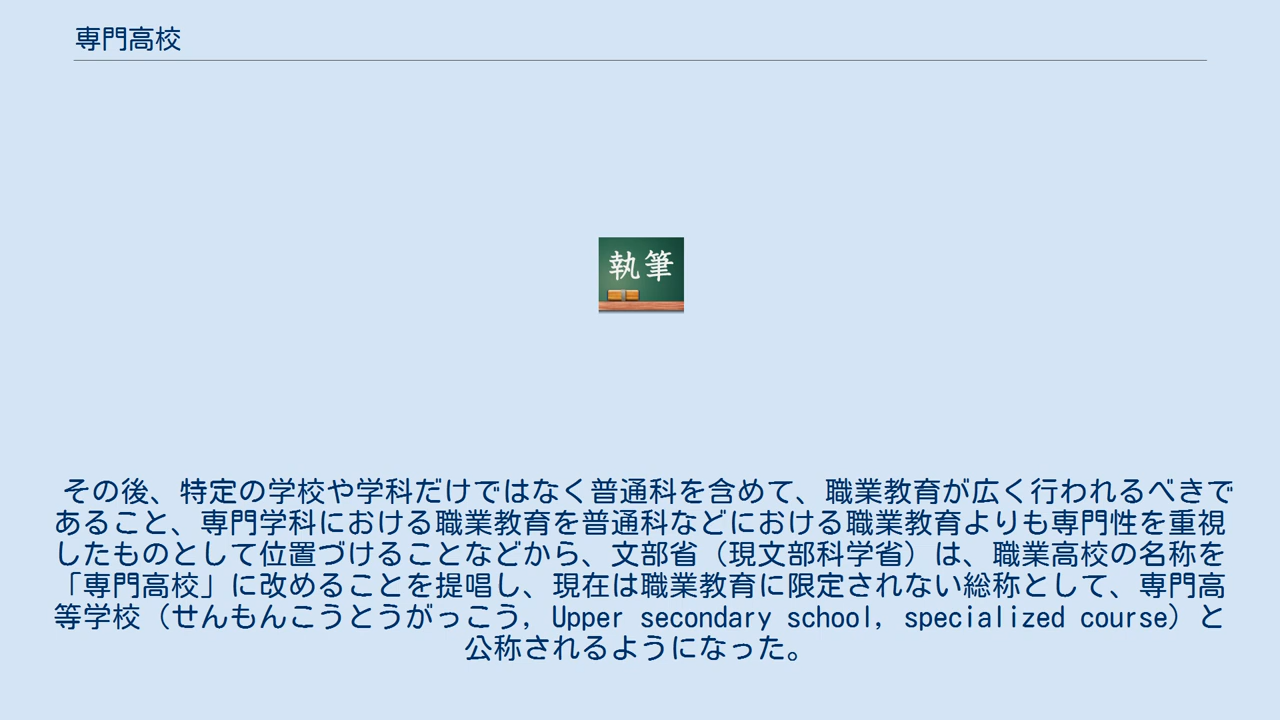 専門高校
執筆
その後、特定の学校や学科だけではなく普通科を含めて、職業教育が広く行われるべきで
あること、専門学科における職業教育を普通科などにおける職業教育よりも専門性を重視
したものとして位置づけることなどから、文部省（現文部科学省）は、職業高校の名称を
「専門高校」に改めることを提唱し、現在は職業教育に限定されない総称として、専門高
等学校（せんもんこうとうがっこう, Upper secondary school, specialized course）と
公称されるようになった。